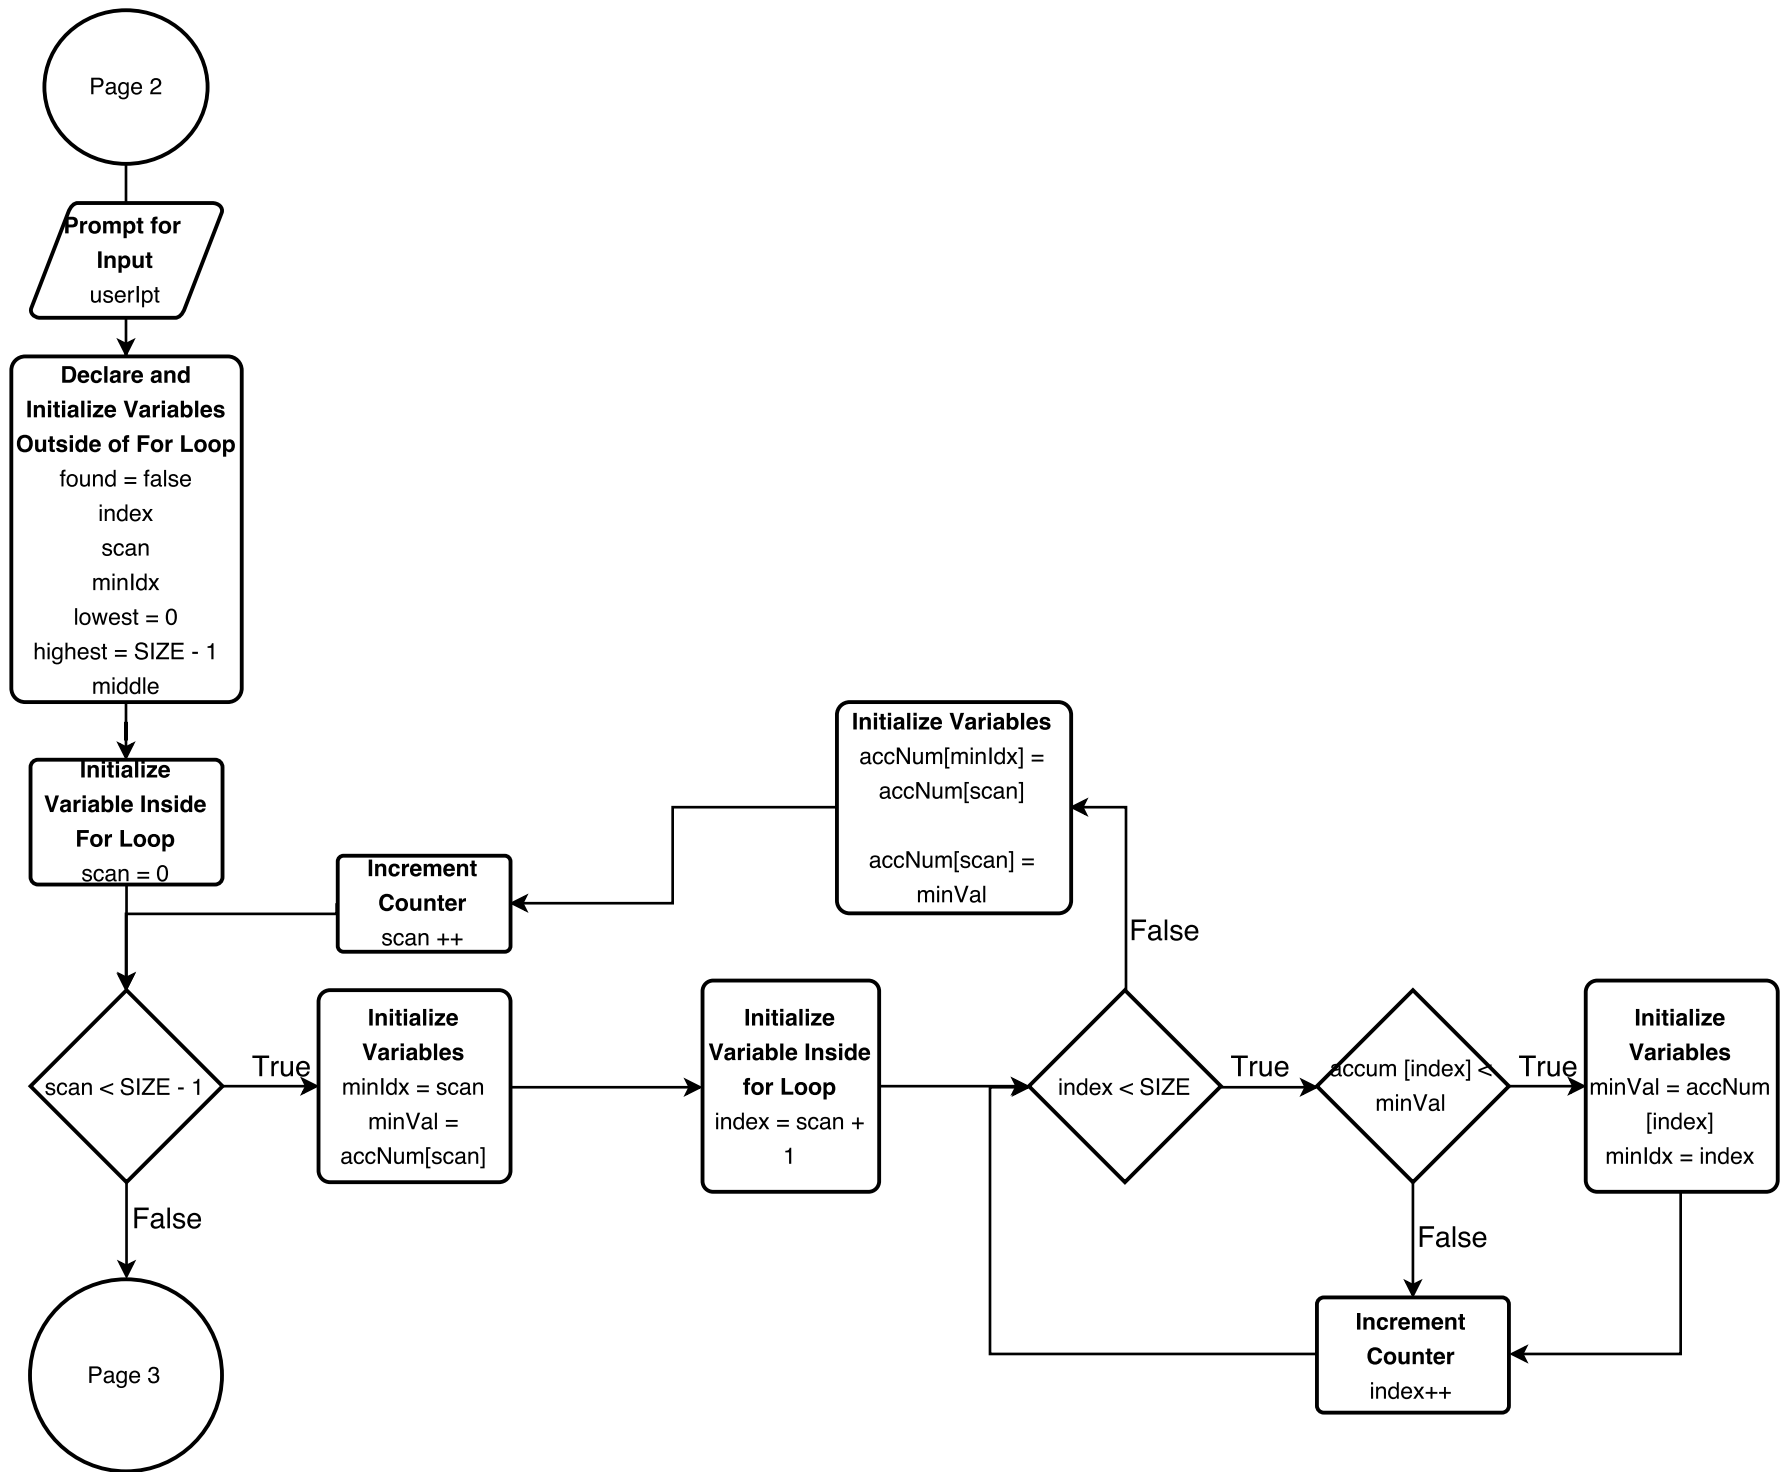 Page 2
Prompt for
Input
userIpt
Declare and
Initialize Variables
Outside of For Loop
found = false
index
scan
minIdx
lowest = 0
highest = SIZE - 1
middle
Initialize
Variable Inside
For Loop
scan = 0
Initialize Variables
accNum[minIdx] =
accNum[scan]
accNum[scan] =
minVal
Increment
Counter
scan ++
False
scan < SIZE - 1
True
Initialize
Variables
minIdx = scan
minVal =
accNum[scan]
Initialize
Variable Inside
for Loop
index = scan +
1
index < SIZE
True
accum [index] <
minVal
True
Initialize
Variables
minVal = accNum
[index]
minIdx = index
False
False
Increment
Counter
index++
Page 3